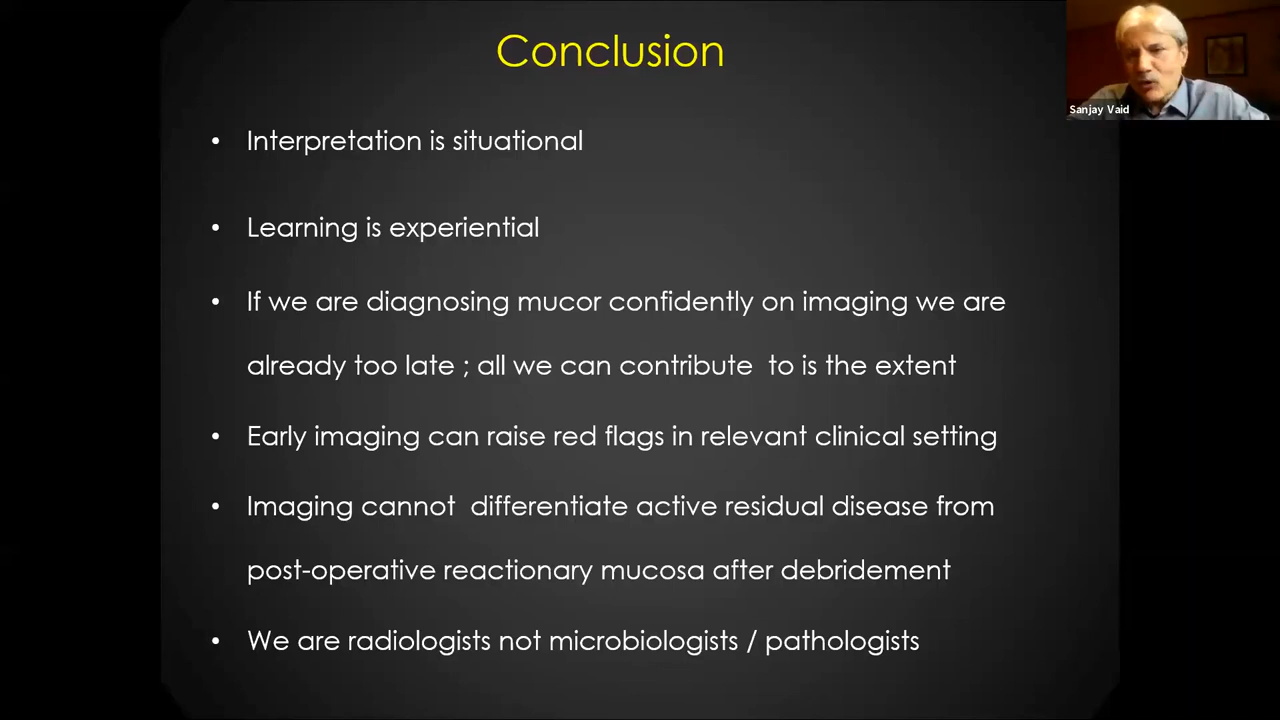 Conclusion
Sanjay Vaid
• Interpretation is situational
• Learning is experiential
• If we are diagnosing mucor confidently on imaging we are
already too late ; all we can contribute  to is the extent
• Early imaging can raise red flags in relevant clinical setting
• Imaging cannot  differentiate active residual disease from
post-operative reactionary mucosa after debridement
• We are radiologists not microbiologists / pathologists